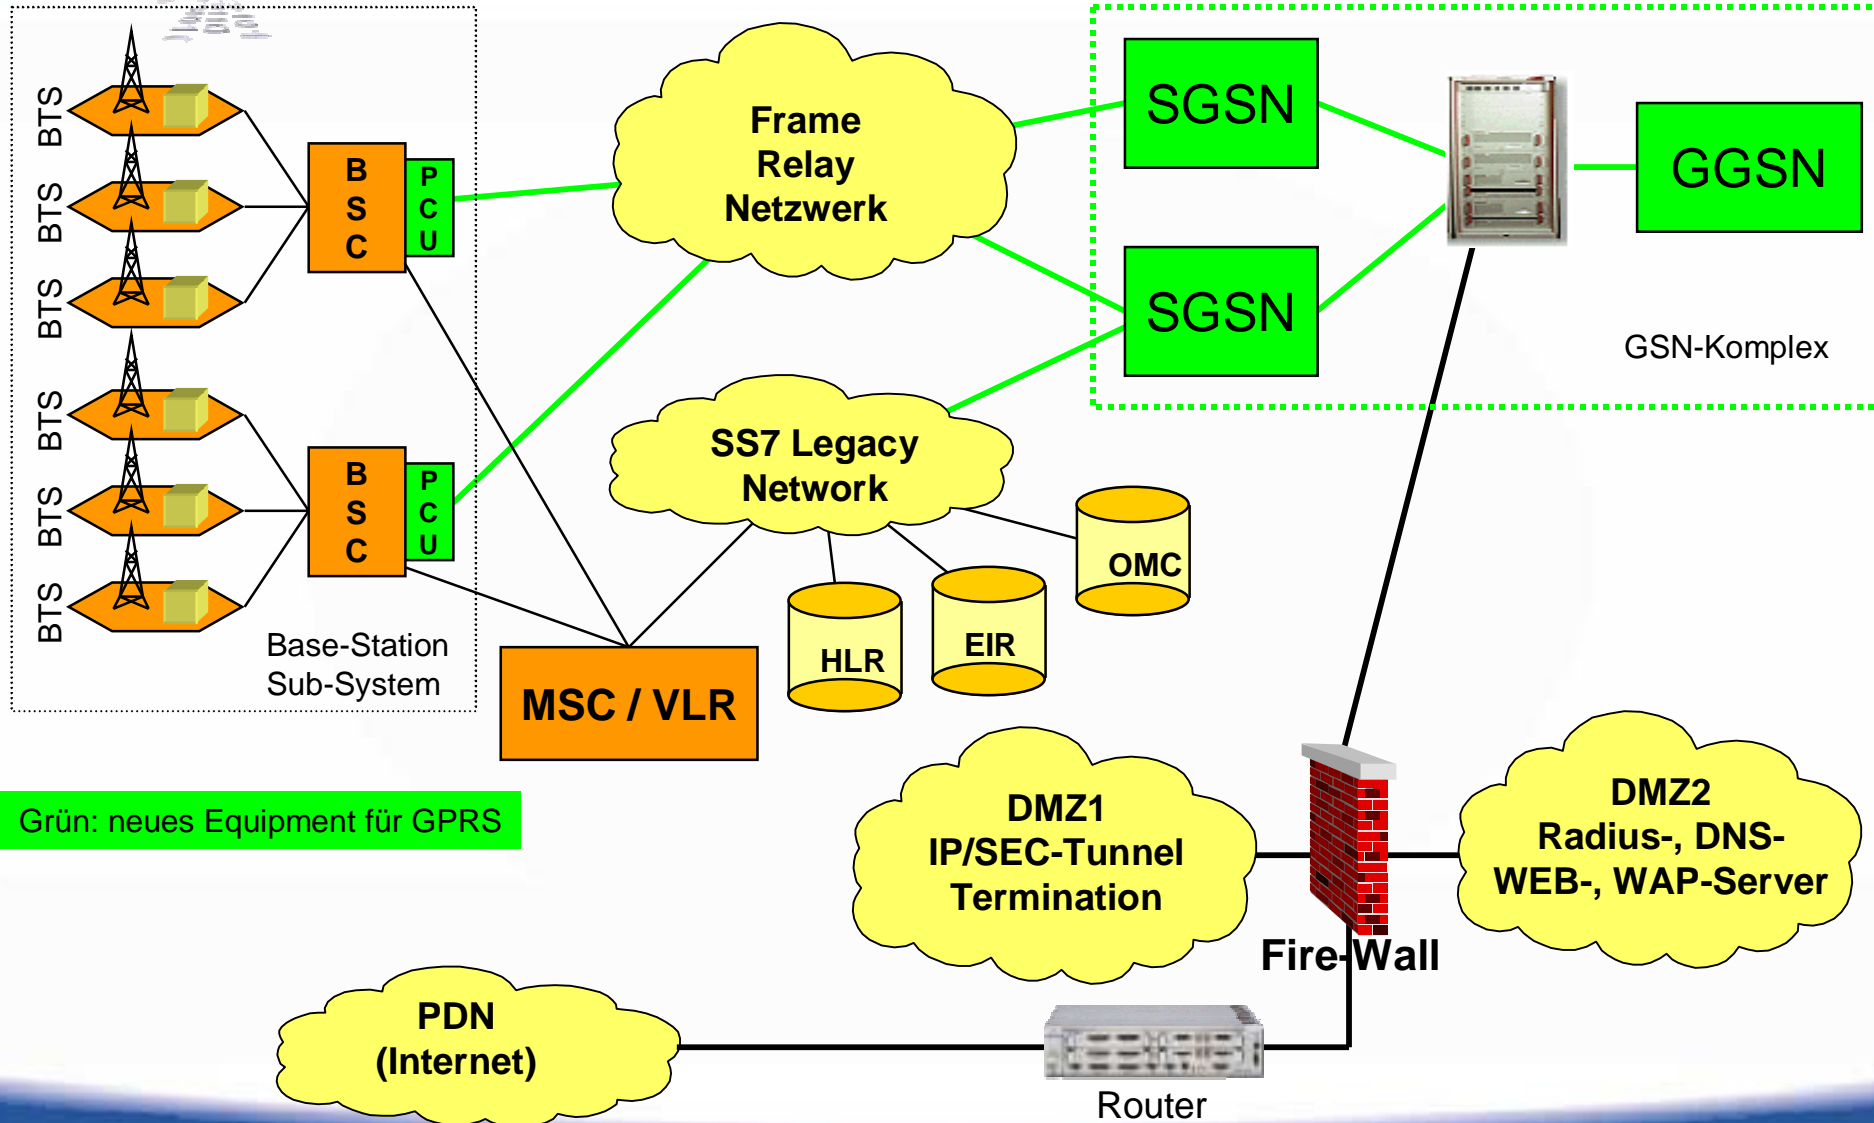 BTS
BTS
BTS
BTS
BTS
BTS
B
S
C
P
C
U
B
S
C
P
C
U
Base-Station
Sub-System
Frame
Relay
Netzwerk
SGSN
SGSN
GGSN
GSN-Komplex
SS7 Legacy
Network
HLR
EIR
OMC
MSC / VLR
Grün: neues Equipment für GPRS
DMZ1
IP/SEC-Tunnel
Termination
Fire-Wall
DMZ2
Radius-, DNS-
WEB-, WAP-Server
PDN
(Internet)
Router